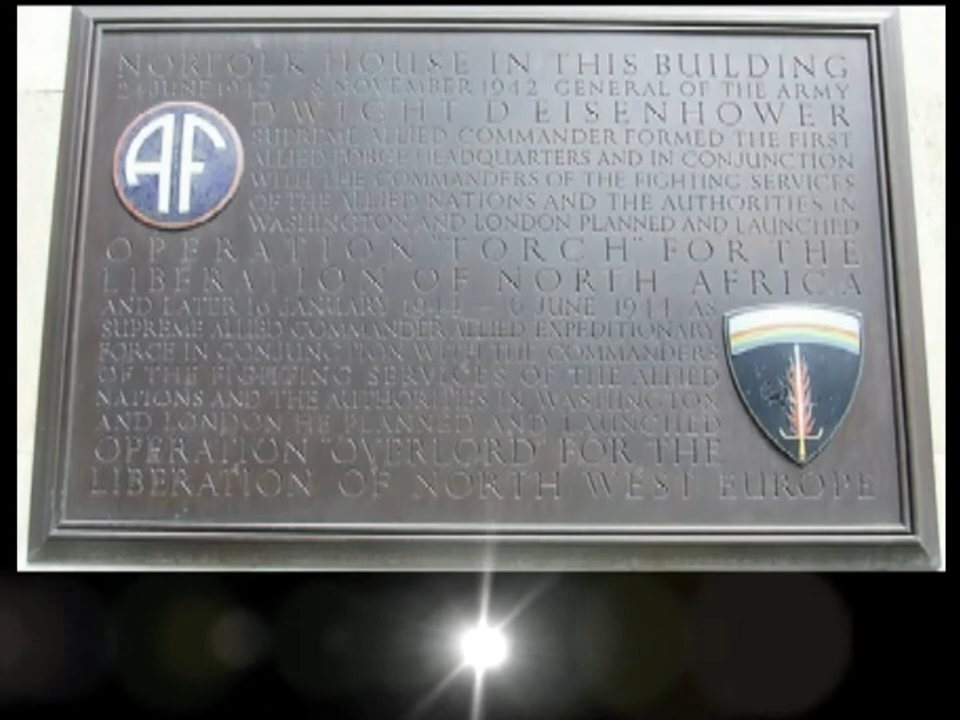 NORFOLK HOUSE IN THIS BUILDING
24 JUNE 1942 - 8 NOVEMBER 1942 GENERAL OF THE ARMY
DWIGHT D EISENHOWER
SUPREME ALLIED COMMANDER FORMED THE FIRST
ALLIED FORCE HEADQUARTERS AND IN CONJUNCTION
WITH THE COMMANDERS OF THE FIGHTING SERVICES
OF THE ALLIED NATIONS AND THE AUTHORITIES IN
WASHINGTON AND LONDON PLANNED AND LAUNCHED
AF
OPERATION "TORCH" FOR THE
LIBERATION OF NORTH AFRICA
AND LATER 16 JANUARY 1944 – 6 JUNE 1944 AS
SUPREME ALLIED COMMANDER ALLIED EXPEDITIONARY
FORCE IN CONJUNCTION WITH THE COMMANDERS
OF THE FIGHTING SERVICES OF THE ALLIED
NATIONS AND THE AUTHORITIES IN WASHINGTON
AND LONDON HE PLANNED AND LAUNCHED
OPERATION "OVERLORD" FOR THE
LIBERATION OF NORTH WEST EUROPE